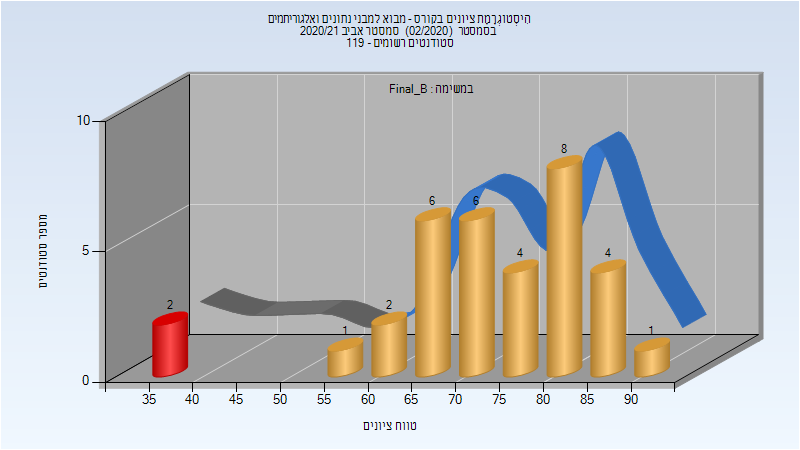 היסטוגרמת ציונים בקורס - מבוא למבני נתונים ואלגוריתמים
בסמסטר (02/2020) סמסטר אביב 2020/21
סטודנטים רשומים - 119
במשימה : Final_B
מספר סטודנטים
10
5
0
2
1
2
6
6
4
8
4
1
35 40 45 50 55 60 65 70 75 80 85 90
טווח ציונים